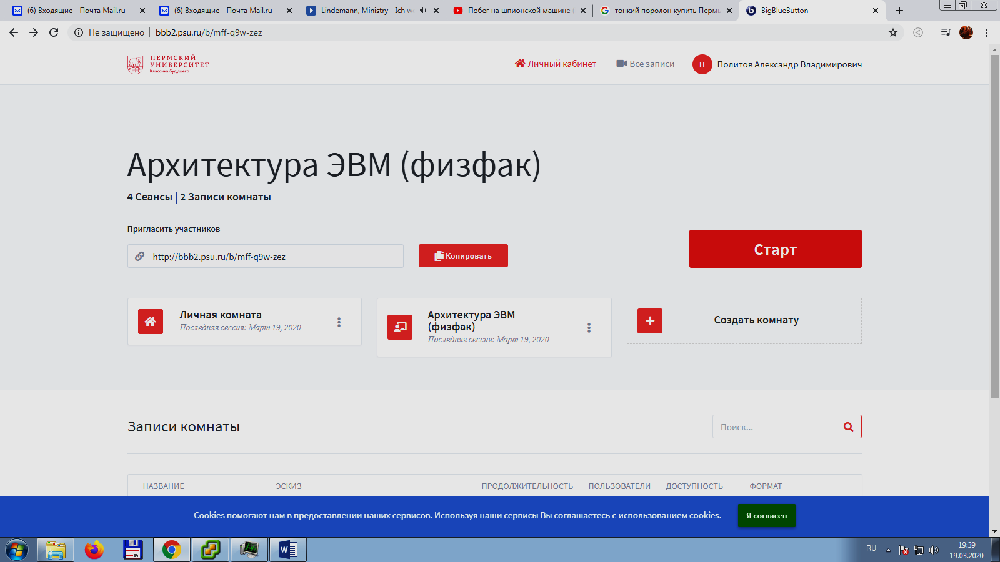 (6) Входящие - Почта Mail.ru
(6) Входящие - Почта Mail.ru
Lindemann, Ministry - Ich
Побег на шпионской машине
тонкий поролон купить
BigBlueButton
Не защищено
bbb2.psu.ru/b/mff-q9w-zez
ПЕРМСКИЙ
УНИВЕРСИТЕТ
Классика будущего
Личный кабинет
Все записи
П
Политов Александр Владимирович
Архитектура ЭВМ (физфак)
4 Сеансы | 2 Записи комнаты
Пригласить участников
http://bbb2.psu.ru/b/mff-q9w-zez
Копировать
Старт
Личная комната
Последняя сессия: Март 19, 2020
Архитектура ЭВМ
(физфак)
Последняя сессия: Март 19, 2020
Создать комнату
Записи комнаты
Поиск...
НАЗВАНИЕ ЭСКИЗ ПРОДОЛЖИТЕЛЬНОСТЬ ПОЛЬЗОВАТЕЛИ ДОСТУПНОСТЬ ФОРМАТ
Cookies помогают нам в предоставлении наших сервисов. Используя наши сервисы Вы соглашаетесь с использованием cookies.
Я согласен
64
RU
19:39
19.03.2020